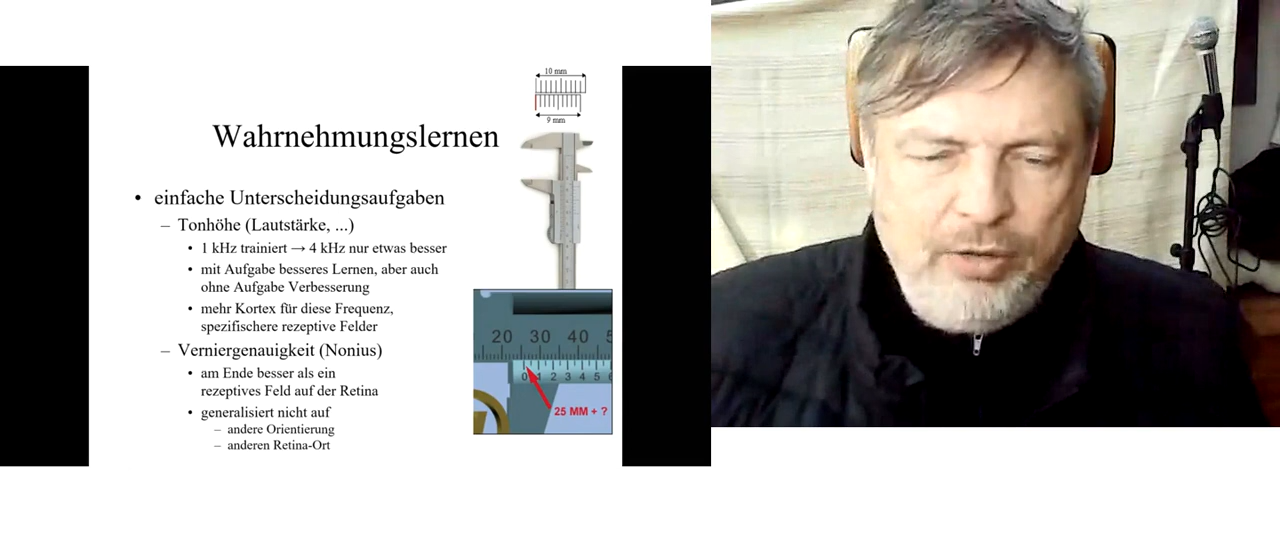 10 mm
9 mm
Wahrnehmungslernen
• einfache Unterscheidungsaufgaben
– Tonhöhe (Lautstärke, ...)
• 1 kHz trainiert → 4 kHz nur etwas besser
• mit Aufgabe besseres Lernen, aber auch
ohne Aufgabe Verbesserung
• mehr Kortex für diese Frequenz,
spezifischere rezeptive Felder
– Verniergenauigkeit (Nonius)
• am Ende besser als ein
rezeptives Feld auf der Retina
• generalisiert nicht auf
– andere Orientierung
– anderen Retina-Ort
20 30 40 5
0 1 2 3 4 5 6
25 MM + ?